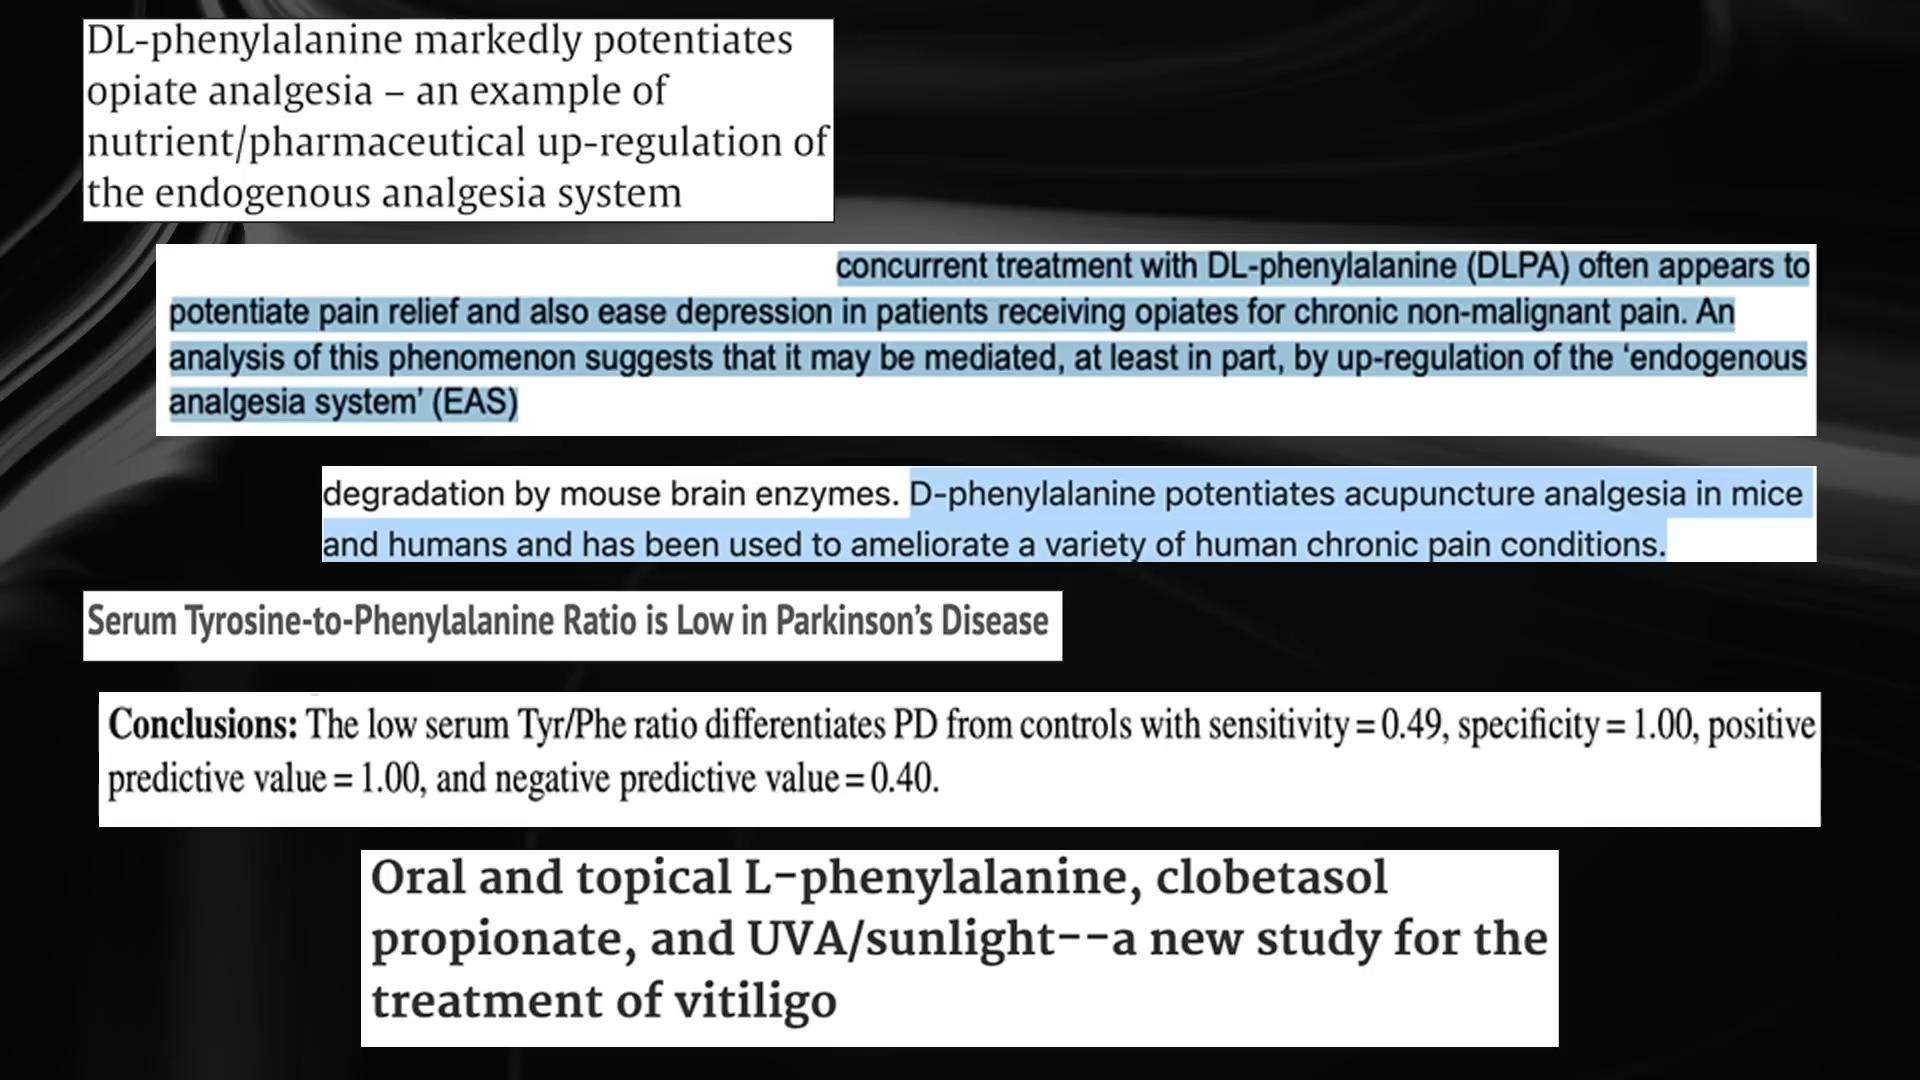 DL-phenylalanine markedly potentiates
opiate analgesia – an example of
nutrient/pharmaceutical up-regulation of
the endogenous analgesia system
concurrent treatment with DL-phenylalanine (DLPA) often appears to
potentiate pain relief and also ease depression in patients receiving opiates for chronic non-malignant pain. An
analysis of this phenomenon suggests that it may be mediated, at least in part, by up-regulation of the ‘endogenous
analgesia system’ (EAS)
degradation by mouse brain enzymes. D-phenylalanine potentiates acupuncture analgesia in mice
and humans and has been used to ameliorate a variety of human chronic pain conditions.
Serum Tyrosine-to-Phenylalanine Ratio is Low in Parkinson’s Disease
Conclusions: The low serum Tyr/Phe ratio differentiates PD from controls with sensitivity = 0.49, specificity = 1.00, positive
predictive value = 1.00, and negative predictive value = 0.40.
Oral and topical L-phenylalanine, clobetasol
propionate, and UVA/sunlight--a new study for the
treatment of vitiligo